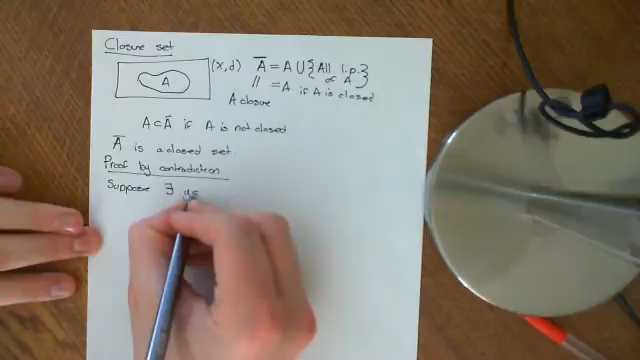 Closure set
(X,d) Ā = A ∪ {All l.p. of A}
A
= A if A is closed
A closure
A ⊂ Ā if A is not closed
Ā is a closed set.
Proof by contradiction
Suppose ∃